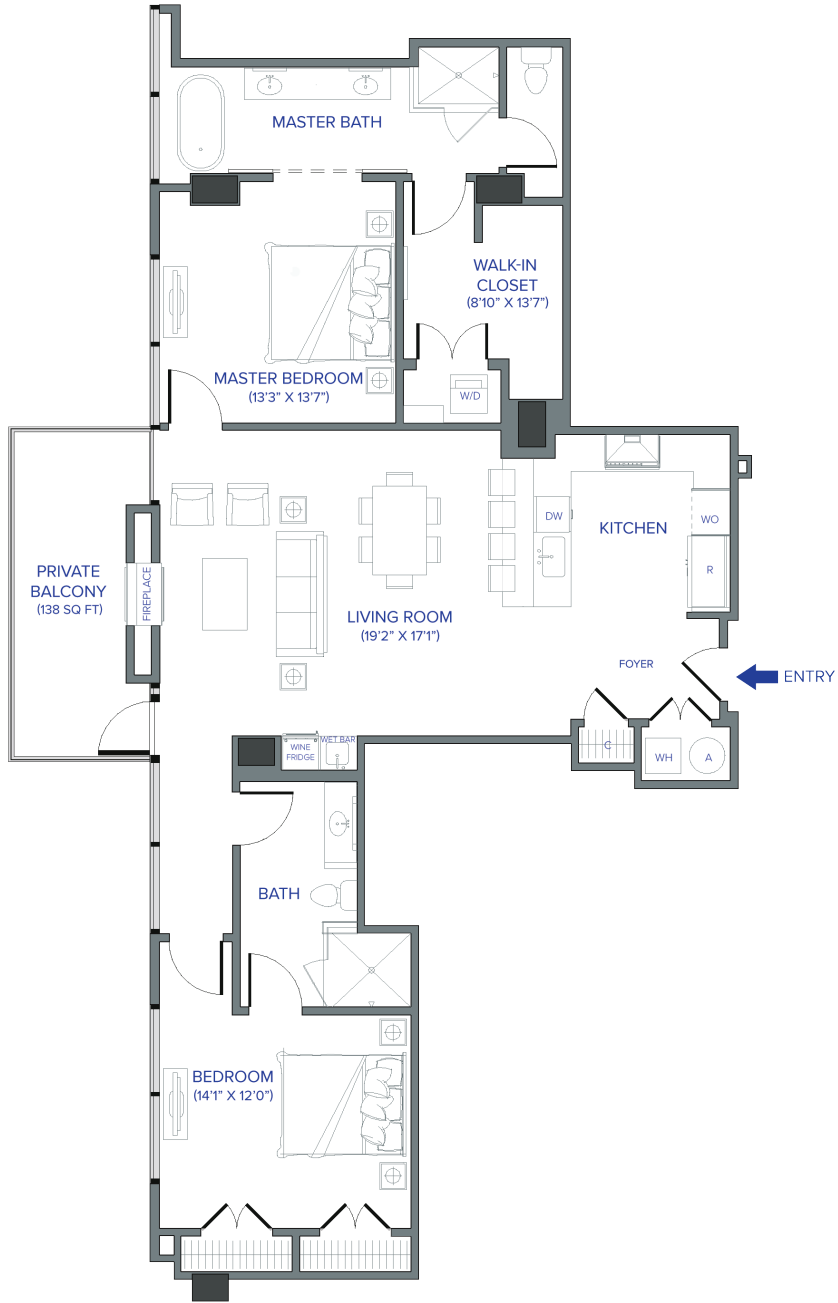 MASTER BATH
WALK-IN
CLOSET
(8'10" X 13'7")
MASTER BEDROOM
(13'3" X 13'7")
W/D
DW
KITCHEN
WO
R
PRIVATE
BALCONY
(138 SQ FT)
FIREPLACE
LIVING ROOM
(19'2" X 17'1")
FOYER
ENTRY
WET BAR
WINE
FRIDGE
C
WH
A
BATH
BEDROOM
(14'1" X 12'0")